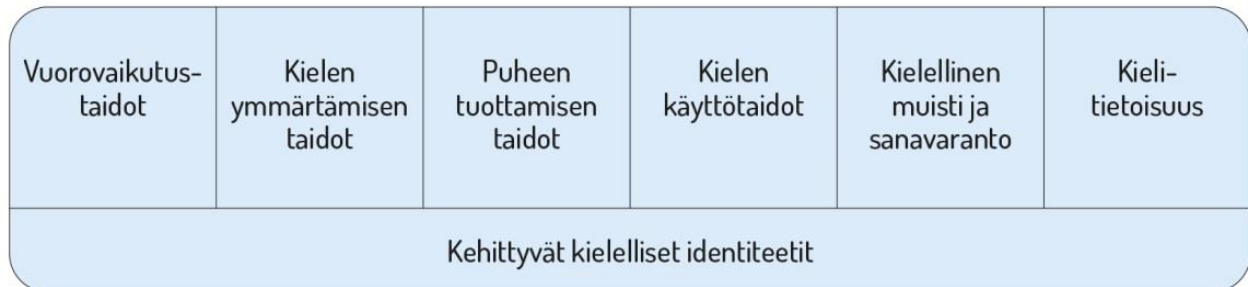 Vuorovaikutus-
taidot
Kielen
ymmärtämisen
taidot
Puheen
tuottamisen
taidot
Kielen
käyttötaidot
Kielellinen
muisti ja
sanavaranto
Kieli-
tietoisuus
Kehittyvät kielelliset identiteetit